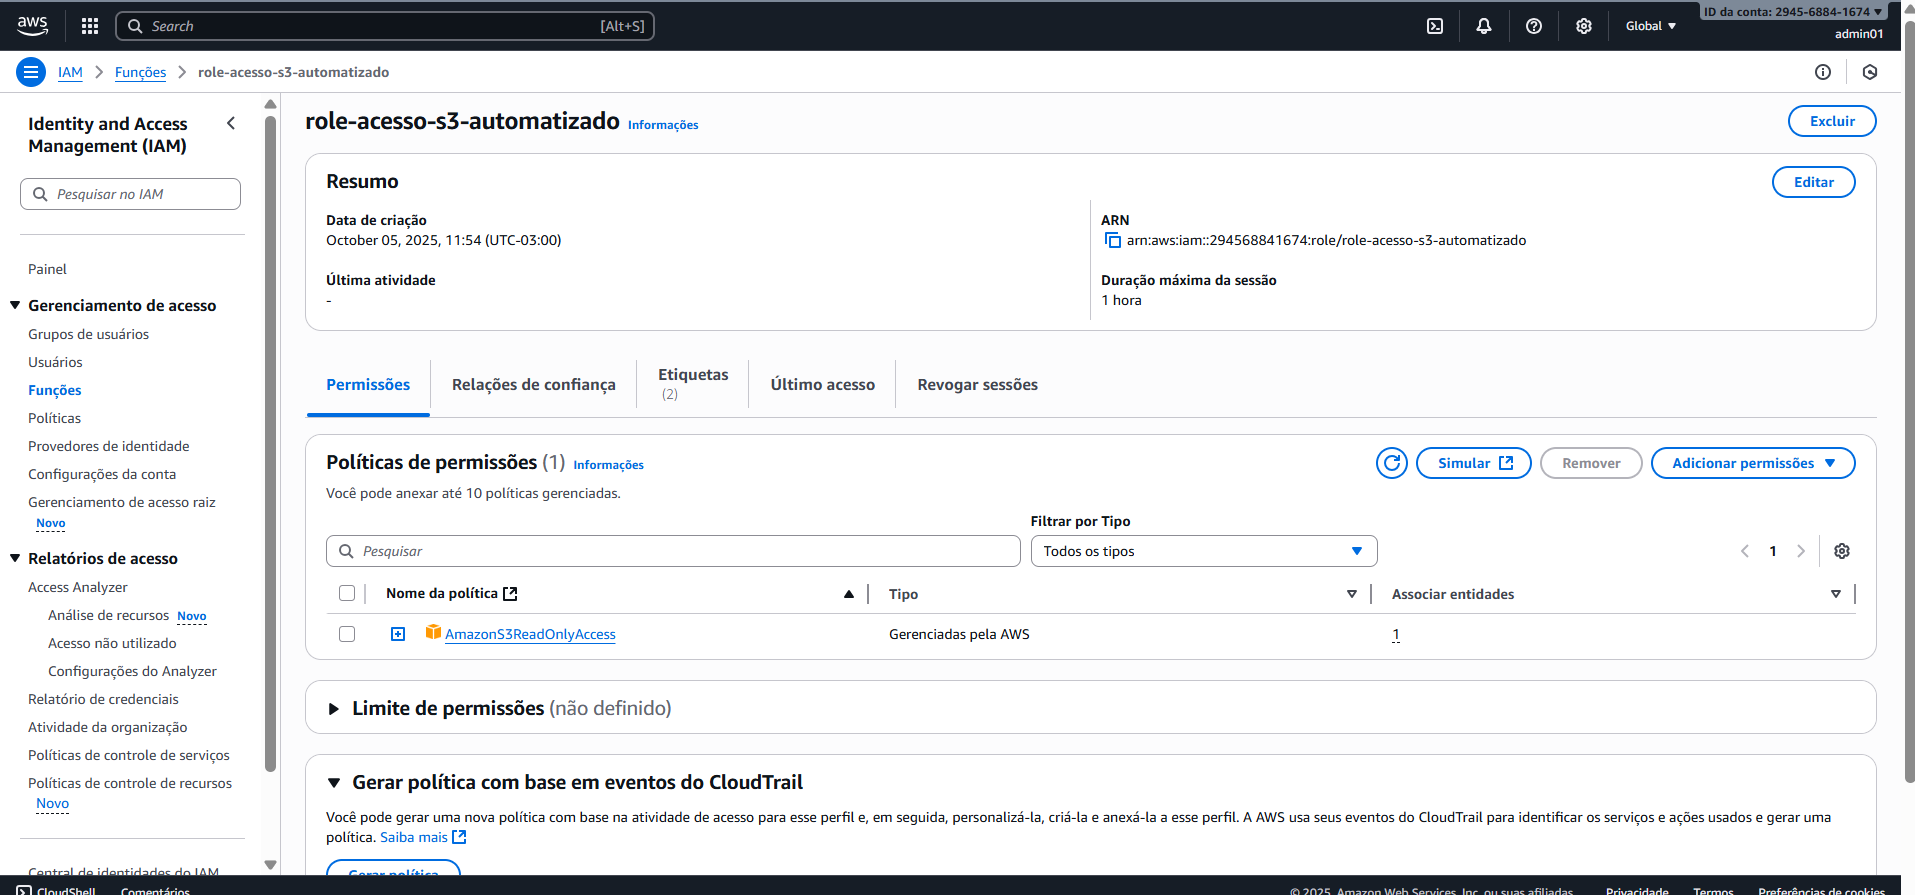 aws
Search
[Alt+S]
Global
ID da conta: 2945-6884-1674
admin01
IAM
Funções
role-acesso-s3-automatizado
Identity and Access
Management (IAM)
Pesquisar no IAM
Painel
Gerenciamento de acesso
Grupos de usuários
Usuários
Funções
Políticas
Provedores de identidade
Configurações da conta
Gerenciamento de acesso raiz
Novo
Relatórios de acesso
Access Analyzer
Análise de recursos Novo
Acesso não utilizado
Configurações do Analyzer
Relatório de credenciais
Atividade da organização
Políticas de controle de serviços
Políticas de controle de recursos
Novo
Central de identidades do IAM
role-acesso-s3-automatizado Informações
Excluir
Resumo
Editar
Data de criação
October 05, 2025, 11:54 (UTC-03:00)
Última atividade
-
ARN
arn:aws:iam::294568841674:role/role-acesso-s3-automatizado
Duração máxima da sessão
1 hora
Permissões
Relações de confiança
Etiquetas
(2)
Último acesso
Revogar sessões
Políticas de permissões (1) Informações
Simular
Remover
Adicionar permissões
Você pode anexar até 10 políticas gerenciadas.
Filtrar por Tipo
Pesquisar
Todos os tipos
1
Nome da política
Tipo
Associar entidades
AmazonS3ReadOnlyAccess
Gerenciadas pela AWS
1
Limite de permissões (não definido)
Gerar política com base em eventos do CloudTrail
Você pode gerar uma nova política com base na atividade de acesso para esse perfil e, em seguida, personalizá-la, criá-la e anexá-la a esse perfil. A AWS usa seus eventos do CloudTrail para identificar os serviços e ações usados e gerar uma
política. Saiba mais
Gerar política
CloudShell
Comentários
© 2025, Amazon Web Services, Inc. ou suas afiliadas.
Privacidade
Termos
Preferências de cookies